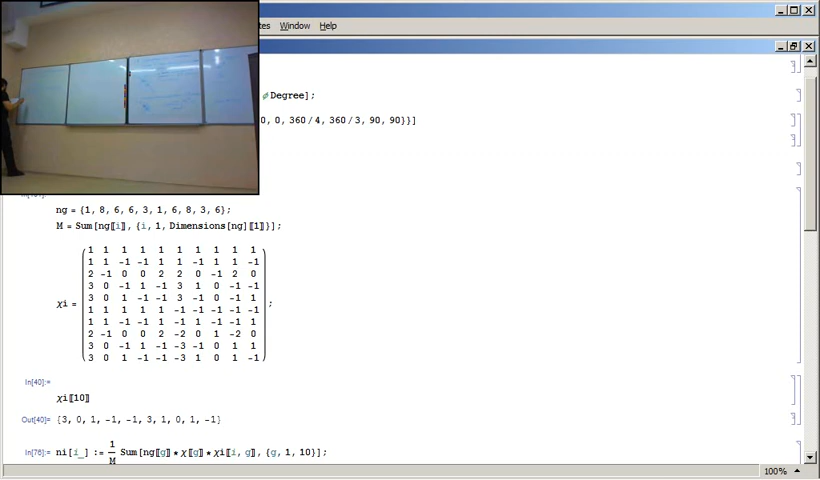 tes Window Help
Degree];
0, 0, 360/4, 360/3, 90, 90}}]
ng = {1, 8, 6, 6, 3, 1, 6, 8, 3, 6};
M = Sum[ng[[i]], {i, 1, Dimensions[ng][[1]]}];
1 1 1 1 1 1 1 1 1 1
1 1 -1 -1 1 1 -1 1 1 -1
2 -1 0 0 2 2 0 -1 2 0
3 0 -1 1 -1 3 1 0 -1 -1
3 0 1 -1 -1 3 -1 0 -1 1
χi = ;
1 1 1 1 1 -1 -1 -1 -1 -1
1 1 -1 -1 1 -1 1 -1 -1 1
2 -1 0 0 2 -2 0 1 -2 0
3 0 -1 1 -1 -3 -1 0 1 1
3 0 1 -1 -1 -3 1 0 1 -1
In[40]:=
χi[[10]]
Out[40]= {3, 0, 1, -1, -1, 3, 1, 0, 1, -1}
In[76]:= ni[i_] := 1/M Sum[ng[[g]] * χ[[g]] * χi[[i, g]], {g, 1, 10}];
100%